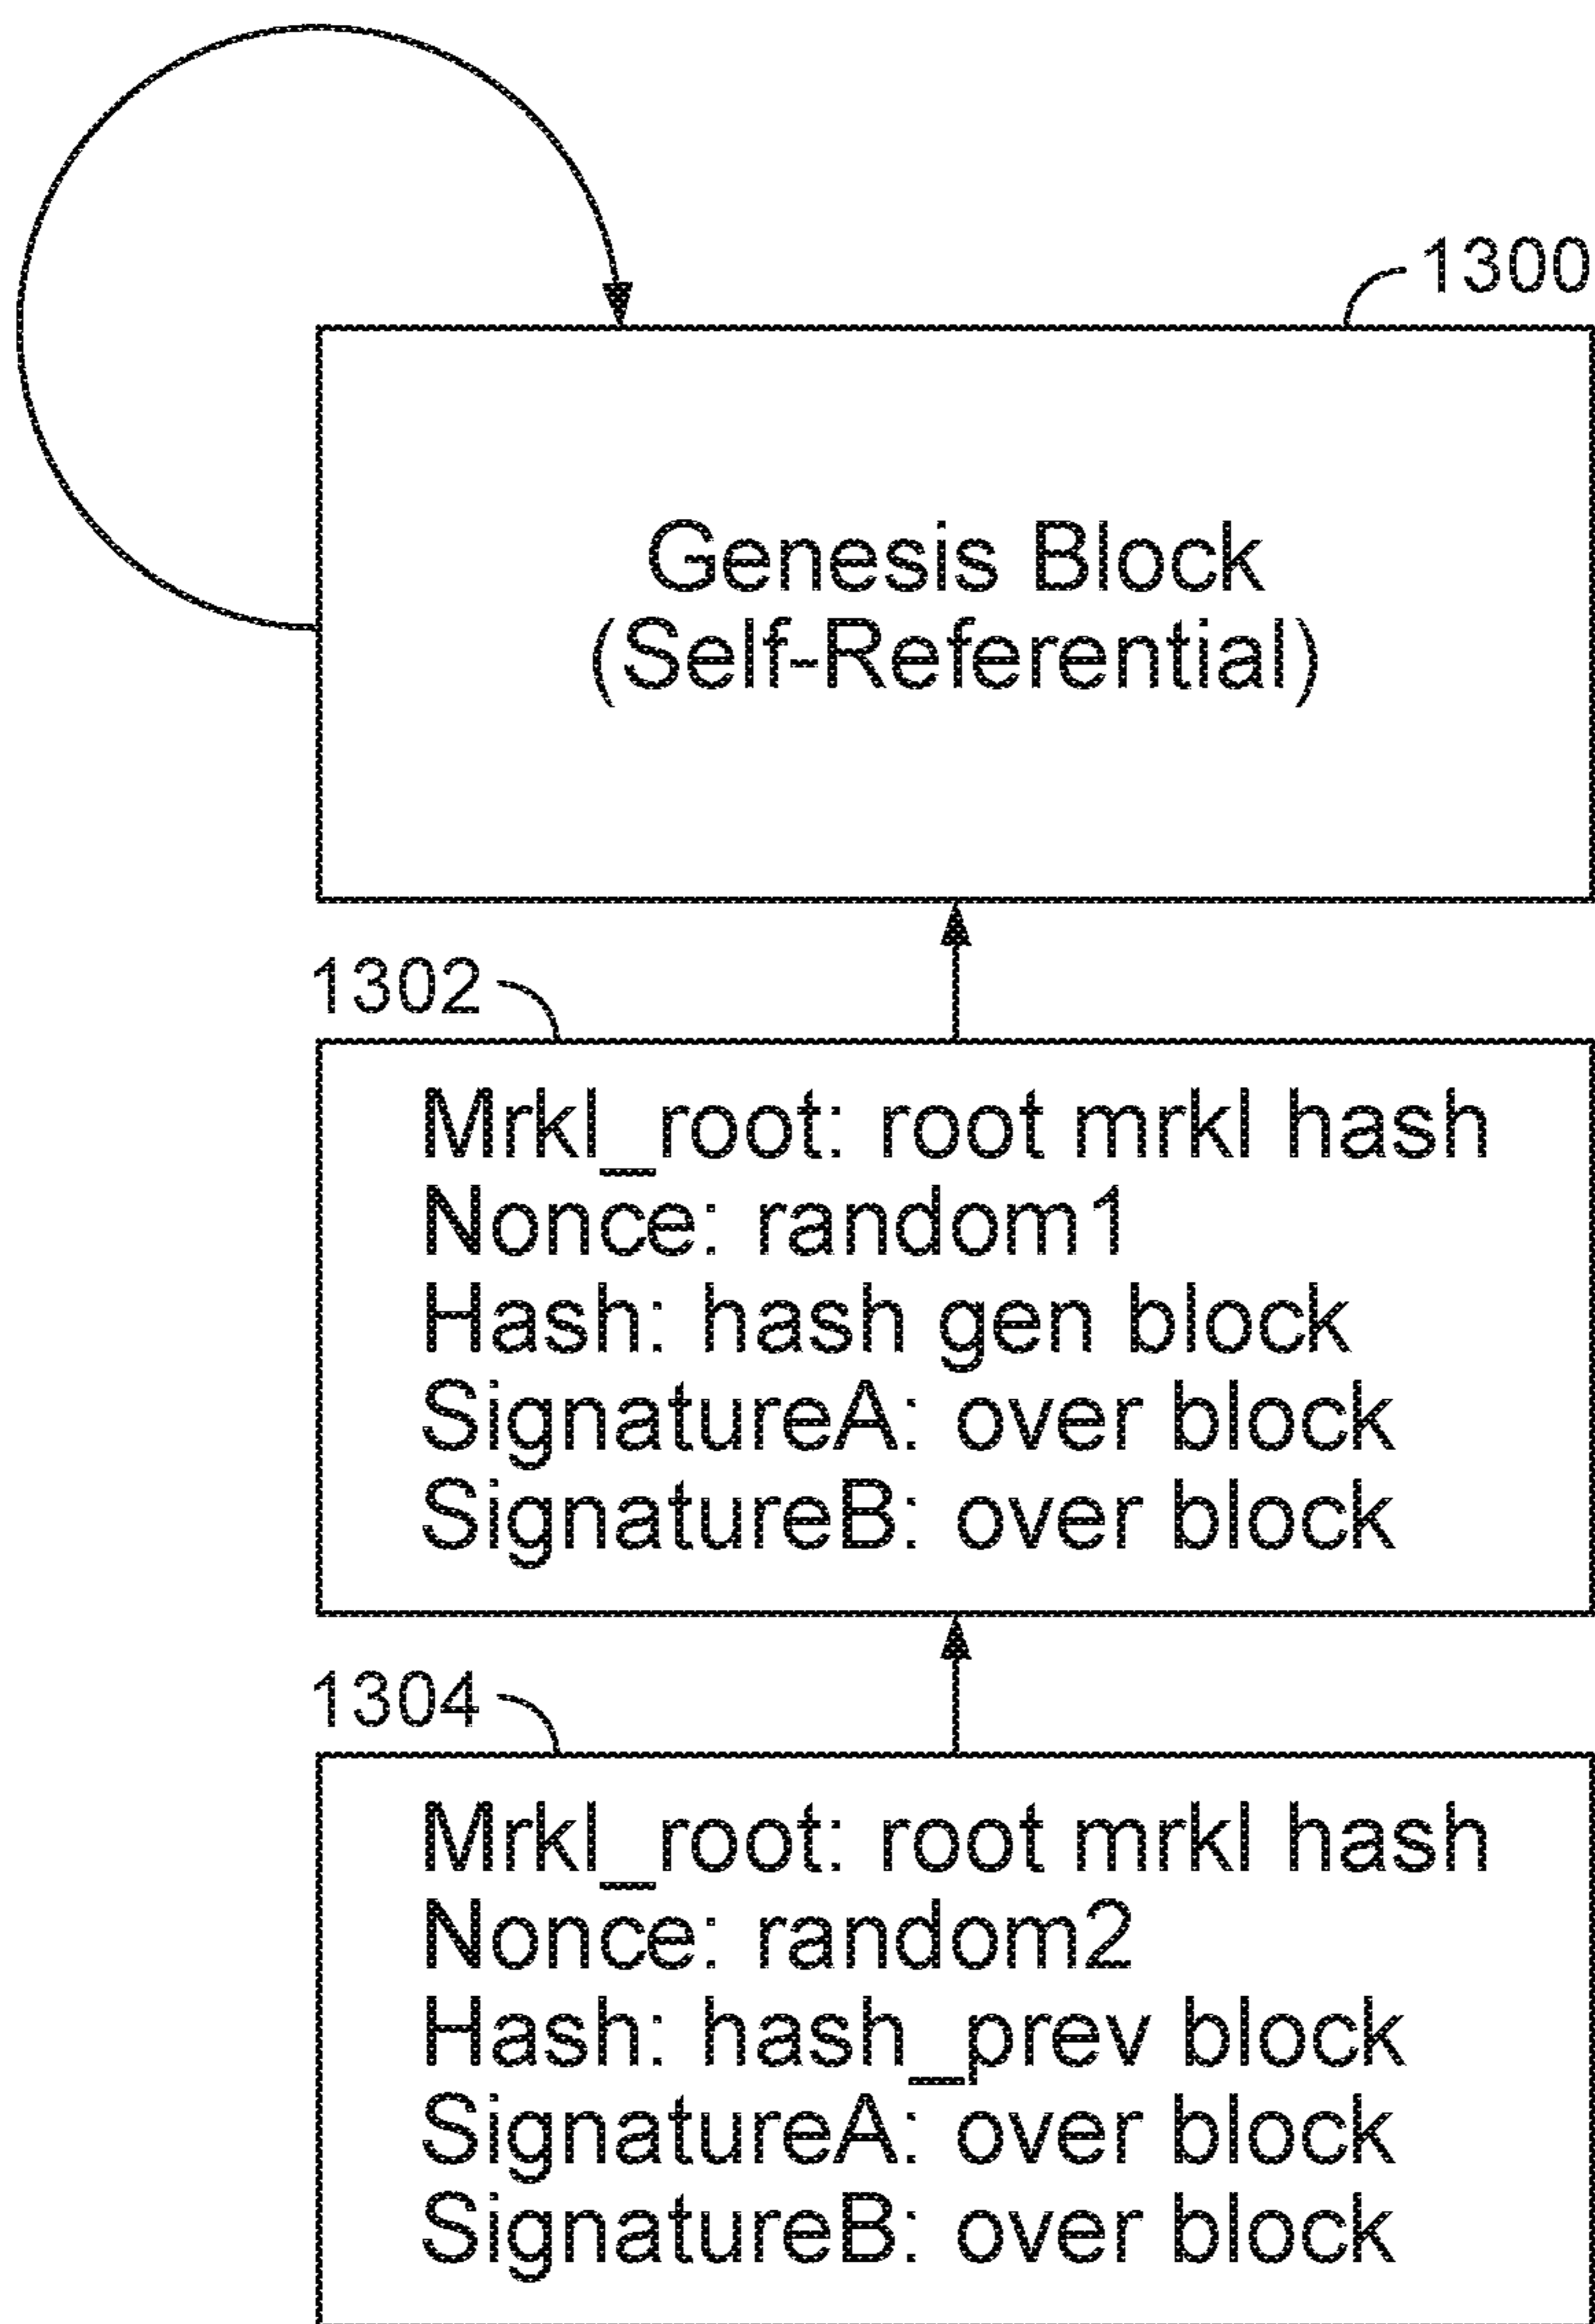 1300
Genesis Block
(Self-Referential)
1302
Mrkl_root: root mrkl hash
Nonce: random1
Hash: hash gen block
SignatureA: over block
SignatureB: over block
1304
Mrkl_root: root mrkl hash
Nonce: random2
Hash: hash_prev block
SignatureA: over block
SignatureB: over block